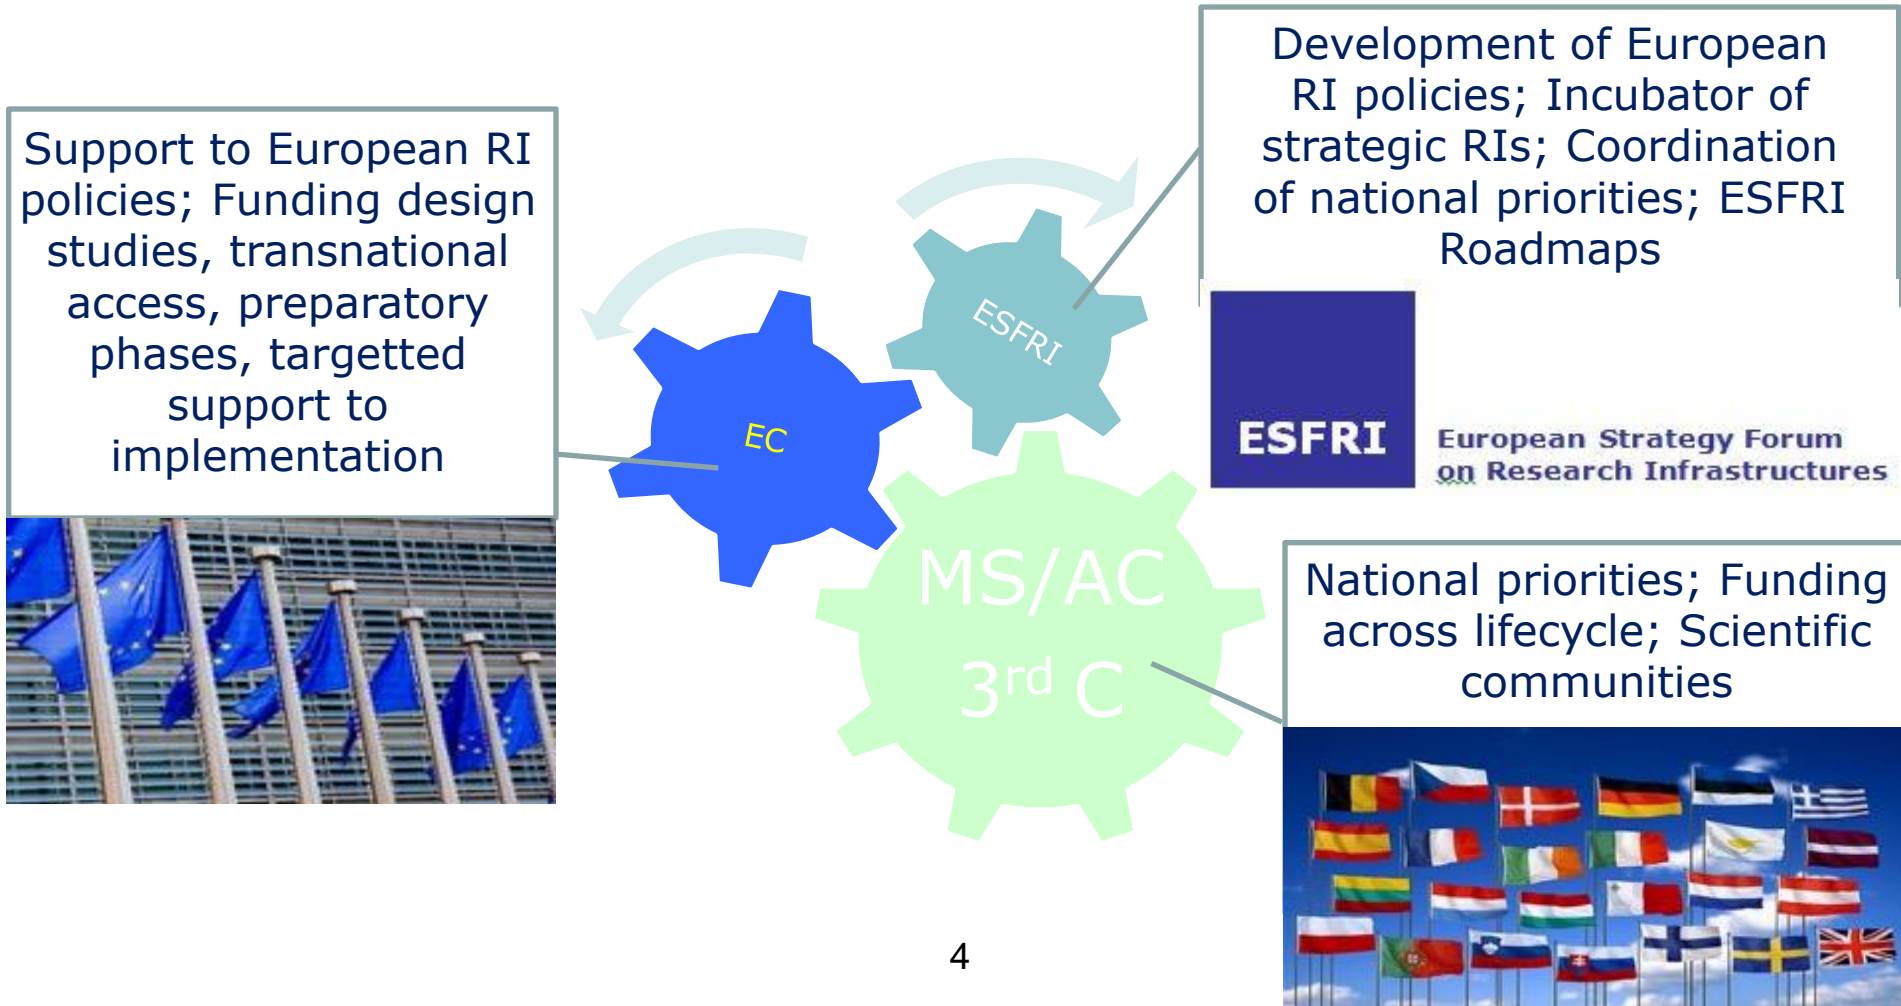 Support to European RI
policies; Funding design
studies, transnational
access, preparatory
phases, targetted
support to
implementation
EC
ESFRI
MS/AC
3rd C
Development of European
RI policies; Incubator of
strategic RIs; Coordination
of national priorities; ESFRI
Roadmaps
ESFRI
European Strategy Forum
on Research Infrastructures
National priorities; Funding
across lifecycle; Scientific
communities
4